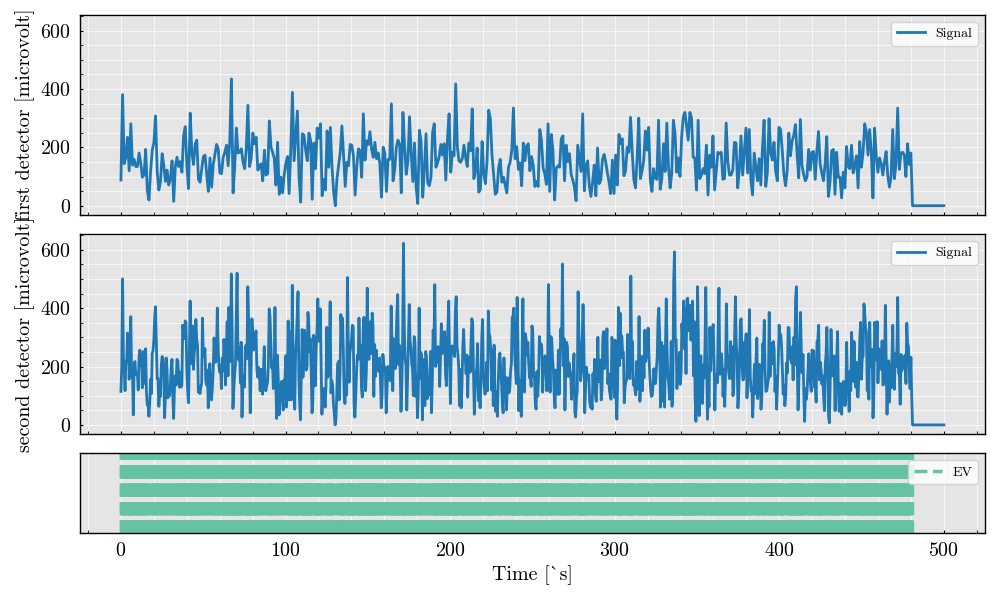 first detector [microvolt]
600
400
200
0
Signal
second detector [microvolt]
600
400
200
0
Signal
EV
0 100 200 300 400 500
Time [`s]